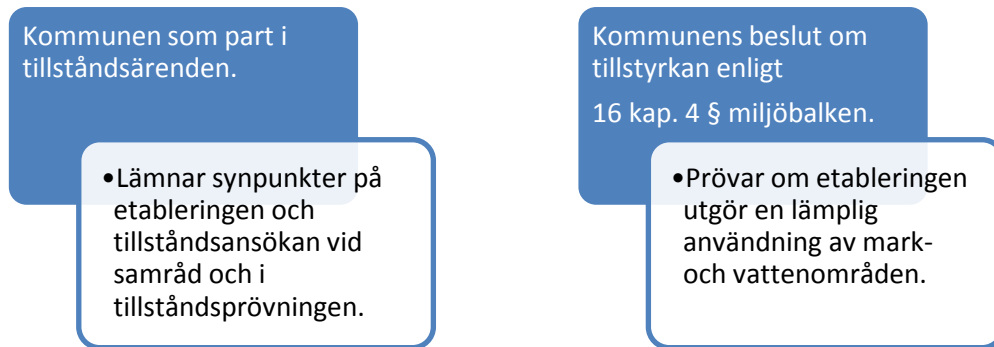 Kommunen som part i
tillståndsärenden.
•Lämnar synpunkter på
etableringen och
tillståndsansökan vid
samråd och i
tillståndsprövningen.
Kommunens beslut om
tillstyrkan enligt
16 kap. 4 § miljöbalken.
•Prövar om etableringen
utgör en lämplig
användning av mark-
och vattenområden.